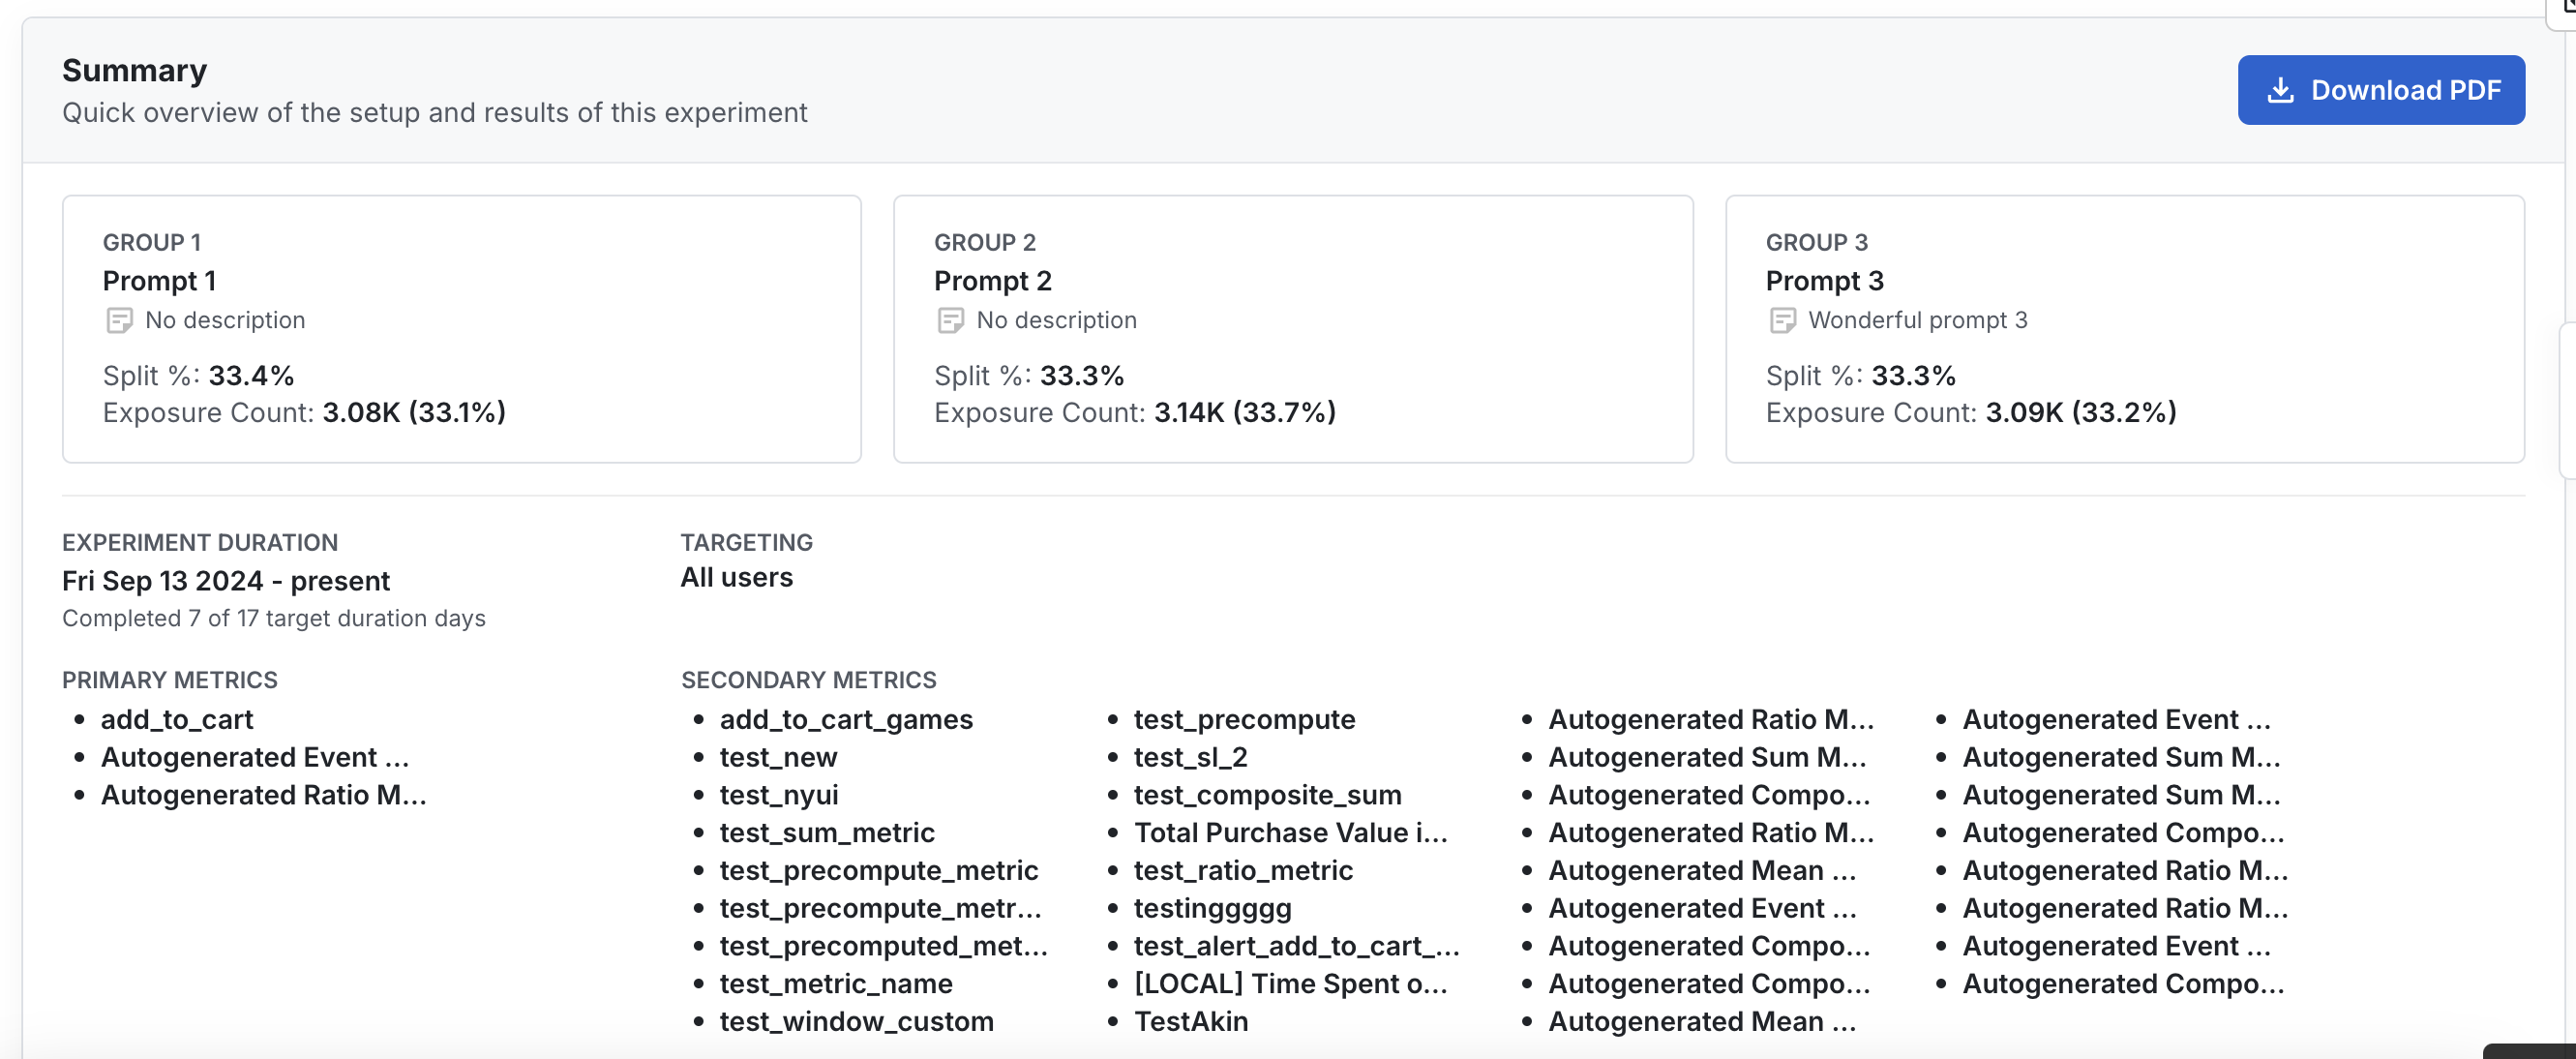 Summary
Quick overview of the setup and results of this experiment
Download PDF
GROUP 1
Prompt 1
No description
Split %: 33.4%
Exposure Count: 3.08K (33.1%)
GROUP 2
Prompt 2
No description
Split %: 33.3%
Exposure Count: 3.14K (33.7%)
GROUP 3
Prompt 3
Wonderful prompt 3
Split %: 33.3%
Exposure Count: 3.09K (33.2%)
EXPERIMENT DURATION
Fri Sep 13 2024 - present
Completed 7 of 17 target duration days
TARGETING
All users
PRIMARY METRICS
add_to_cart
Autogenerated Event ...
Autogenerated Ratio M...
SECONDARY METRICS
add_to_cart_games
test_new
test_nyui
test_sum_metric
test_precompute_metric
test_precompute_metr...
test_precomputed_met...
test_metric_name
test_window_custom
test_precompute
test_sl_2
test_composite_sum
Total Purchase Value i...
test_ratio_metric
testinggggg
test_alert_add_to_cart_...
[LOCAL] Time Spent o...
TestAkin
Autogenerated Ratio M...
Autogenerated Sum M...
Autogenerated Compo...
Autogenerated Ratio M...
Autogenerated Mean ...
Autogenerated Event ...
Autogenerated Compo...
Autogenerated Compo...
Autogenerated Mean ...
Autogenerated Event ...
Autogenerated Sum M...
Autogenerated Sum M...
Autogenerated Compo...
Autogenerated Ratio M...
Autogenerated Ratio M...
Autogenerated Event ...
Autogenerated Compo...